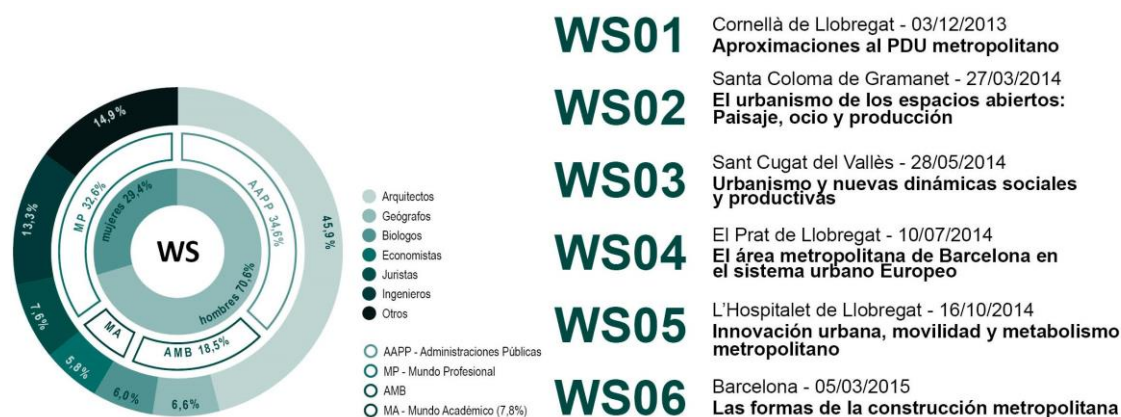 14,9%
13,3%
7,6%
5,8%
6,0%
6,6%
45,9%
MP 32,6%
AAPP 34,6%
MA
AMB 18,5%
mujeres 29,4%
hombres 70,6%
WS
Arquitectos
Geógrafos
Biologos
Economistas
Juristas
Ingenieros
Otros
AAPP - Administraciones Públicas
MP - Mundo Profesional
AMB
MA - Mundo Académico (7,8%)
WS01
Cornellà de Llobregat - 03/12/2013
Aproximaciones al PDU metropolitano
WS02
Santa Coloma de Gramanet - 27/03/2014
El urbanismo de los espacios abiertos:
Paisaje, ocio y producción
WS03
Sant Cugat del Vallès - 28/05/2014
Urbanismo y nuevas dinámicas sociales
y productivas
WS04
El Prat de Llobregat - 10/07/2014
El área metropolitana de Barcelona en
el sistema urbano Europeo
WS05
L'Hospitalet de Llobregat - 16/10/2014
Innovación urbana, movilidad y metabolismo
metropolitano
WS06
Barcelona - 05/03/2015
Las formas de la construcción metropolitana